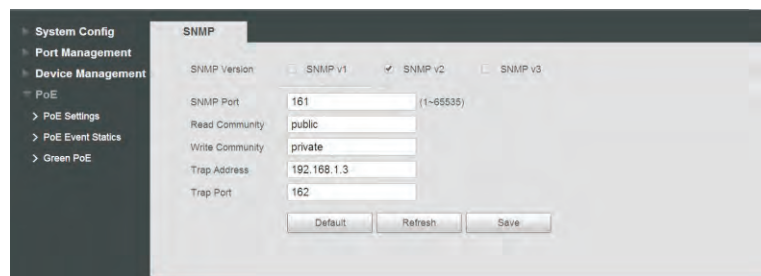 System Config
Port Management
Device Management
PoE
PoE Settings
PoE Event Statics
Green PoE
SNMP
SNMP Version SNMP v1 SNMP v2 SNMP v3
SNMP Port 161 (1~65535)
Read Community public
Write Community private
Trap Address 192.168.1.3
Trap Port 162
Default Refresh Save